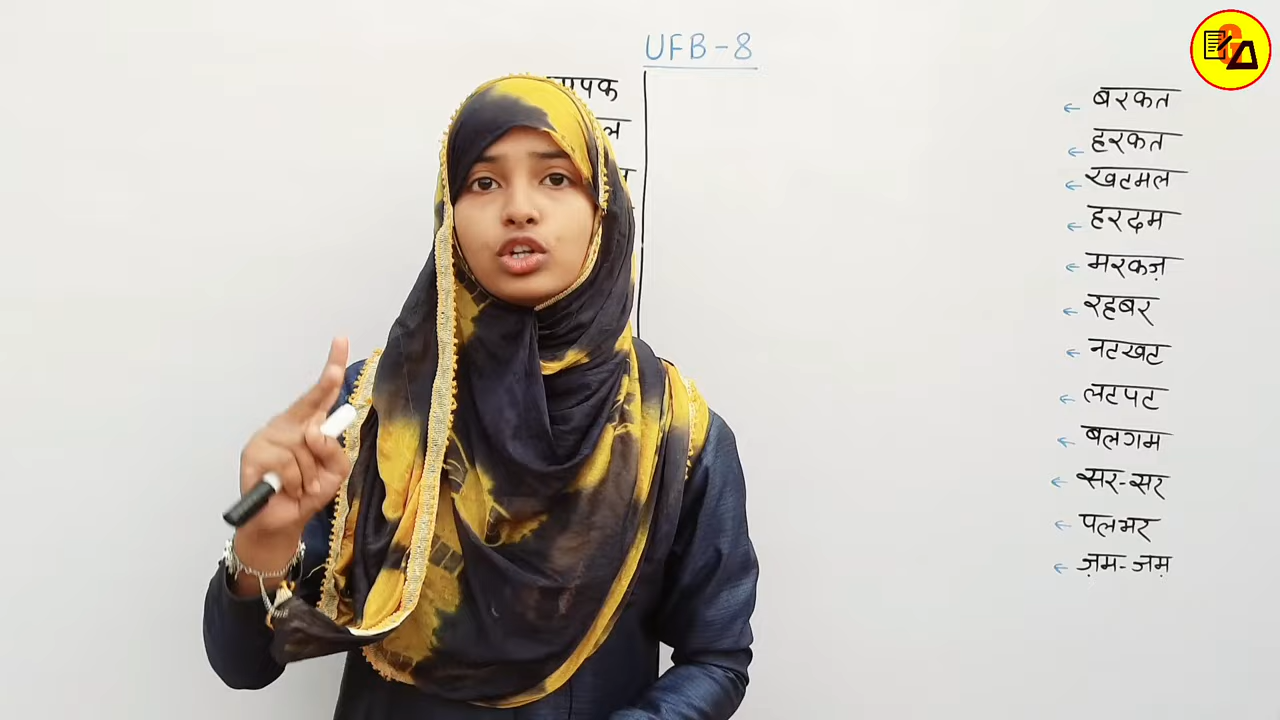 UFB-8
बरकत
हरकत
खटमल
हरदम
मरकज़
रहबर
नटखट
लटपट
बलगम
सर-सर
पलभर
ज़म-ज़म